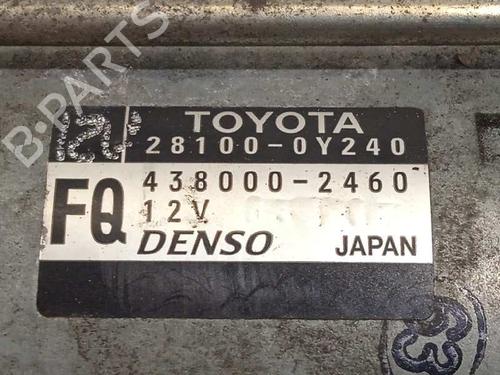 TOYOTA
28100-0Y240
FQ
438000-2460
12V
DENSO JAPAN
B-PARTS